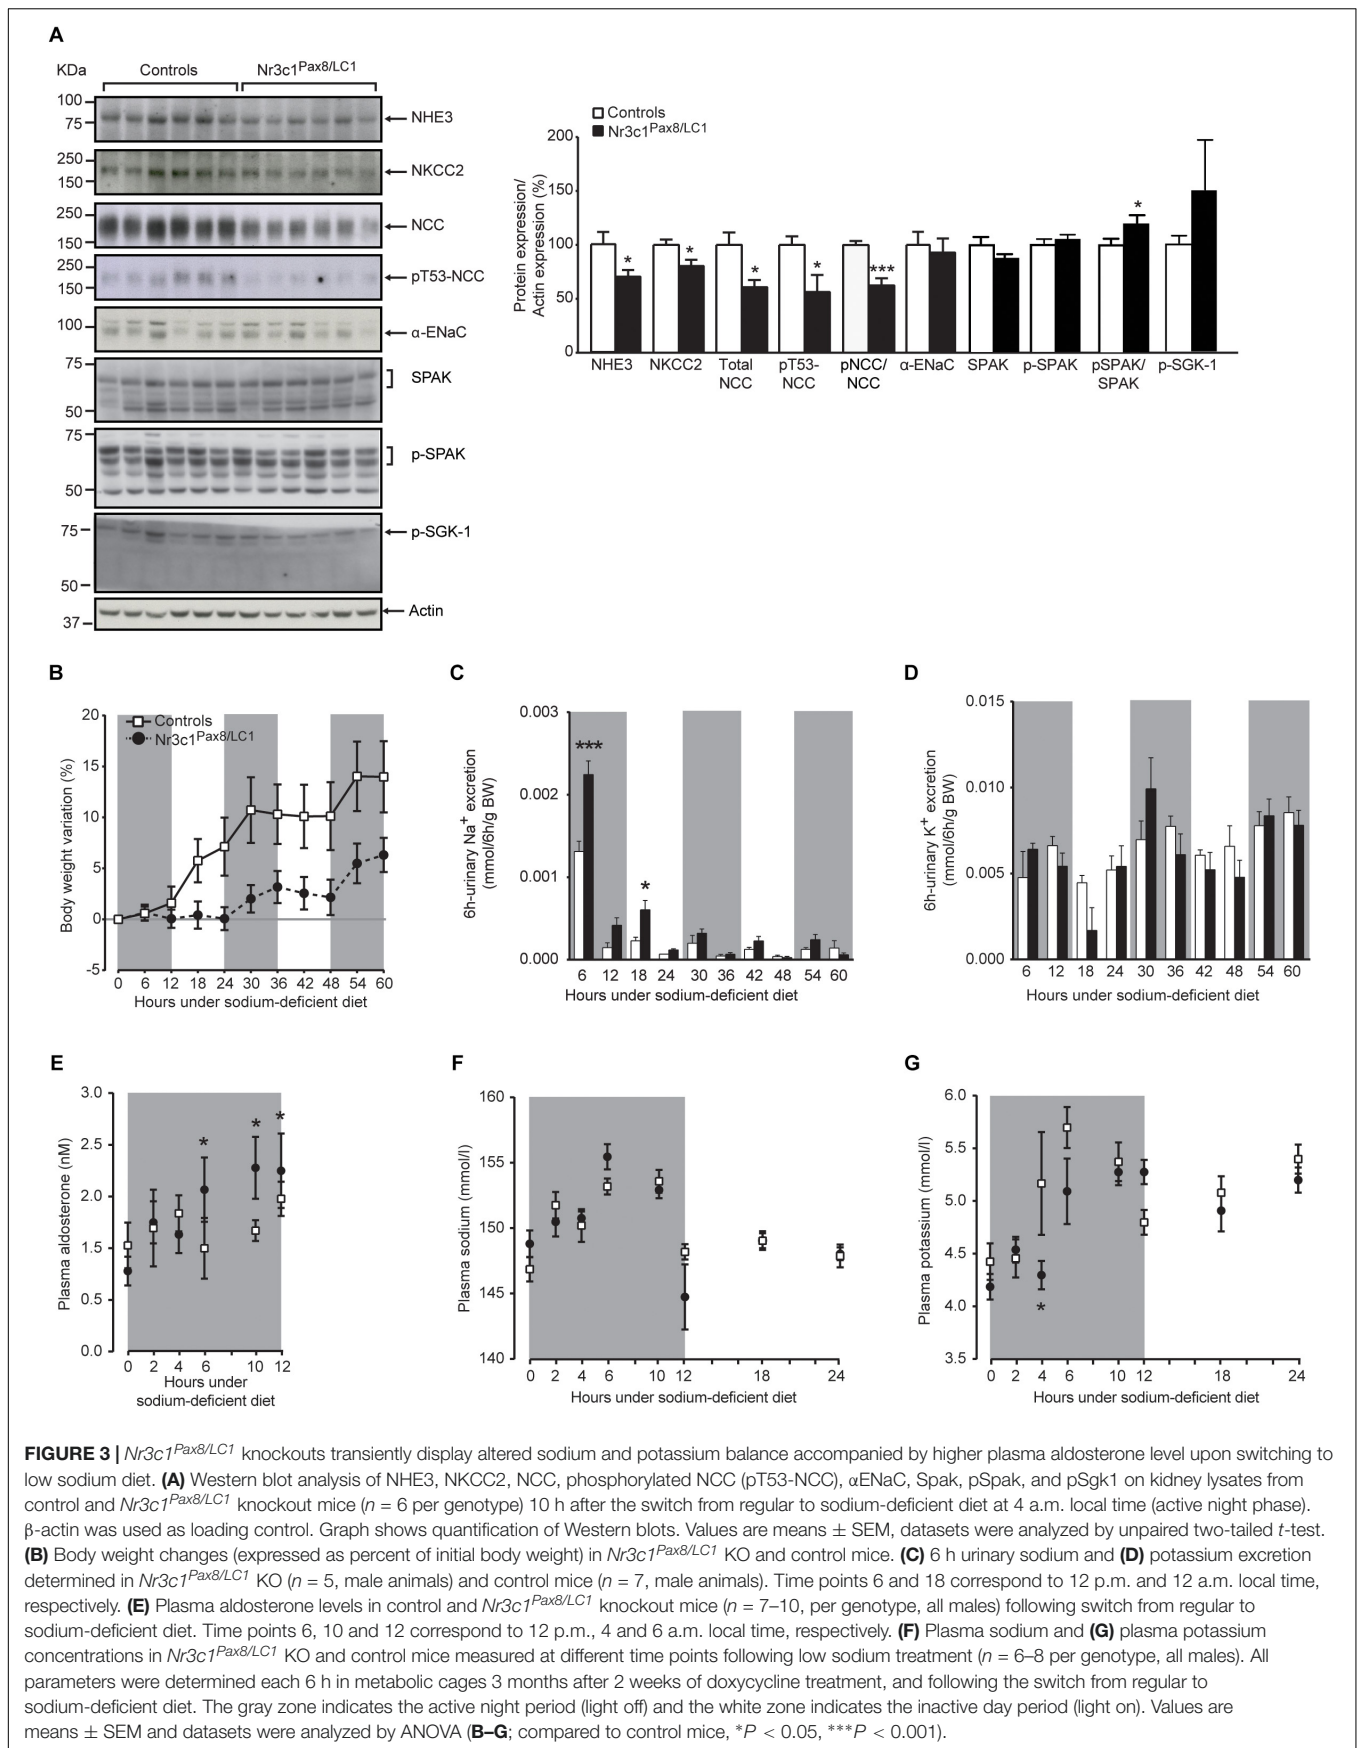 A
KDa
Controls
Nr3c1Pax8/LC1
100
75
NHE3
250
150
NKCC2
250
150
NCC
250
150
pT53-NCC
100
α-ENaC
75
50
SPAK
75
50
p-SPAK
75
50
p-SGK-1
37
Actin
Controls
Nr3c1Pax8/LC1
Protein expression/
Actin expression (%)
200
150
100
50
0
* * * * *** *
NHE3 NKCC2 Total NCC pT53-NCC pNCC/NCC α-ENaC SPAK p-SPAK pSPAK/SPAK p-SGK-1
B
Controls
Nr3c1Pax8/LC1
Body weight variation (%)
20
15
10
5
0
-5
0 6 12 18 24 30 36 42 48 54 60
Hours under sodium-deficient diet
C
6h-urinary Na+ excretion
(mmol/6h/g BW)
0.003
0.002
0.001
0.000
***
*
6 12 18 24 30 36 42 48 54 60
Hours under sodium-deficient diet
D
6h-urinary K+ excretion
(mmol/6h/g BW)
0.015
0.010
0.005
0.000
6 12 18 24 30 36 42 48 54 60
Hours under sodium-deficient diet
E
Plasma aldosterone (nM)
3.0
2.5
2.0
1.5
0.5
0.0
* * *
0 2 4 6 10 12
Hours under
sodium-deficient diet
F
Plasma sodium (mmol/l)
160
155
150
145
140
0 2 4 6 10 12 18 24
Hours under sodium-deficient diet
G
Plasma potassium (mmol/l)
6.0
5.5
5.0
4.5
4.0
3.5
*
0 2 4 6 10 12 18 24
Hours under sodium-deficient diet
FIGURE 3 | Nr3c1Pax8/LC1 knockouts transiently display altered sodium and potassium balance accompanied by higher plasma aldosterone level upon switching to
low sodium diet. (A) Western blot analysis of NHE3, NKCC2, NCC, phosphorylated NCC (pT53-NCC), αENaC, Spak, pSpak, and pSgk1 on kidney lysates from
control and Nr3c1Pax8/LC1 knockout mice (n = 6 per genotype) 10 h after the switch from regular to sodium-deficient diet at 4 a.m. local time (active night phase).
β-actin was used as loading control. Graph shows quantification of Western blots. Values are means ± SEM, datasets were analyzed by unpaired two-tailed t-test.
(B) Body weight changes (expressed as percent of initial body weight) in Nr3c1Pax8/LC1 KO and control mice. (C) 6 h urinary sodium and (D) potassium excretion
determined in Nr3c1Pax8/LC1 KO (n = 5, male animals) and control mice (n = 7, male animals). Time points 6 and 18 correspond to 12 p.m. and 12 a.m. local time,
respectively. (E) Plasma aldosterone levels in control and Nr3c1Pax8/LC1 knockout mice (n = 7–10, per genotype, all males) following switch from regular to
sodium-deficient diet. Time points 6, 10 and 12 correspond to 12 p.m., 4 and 6 a.m. local time, respectively. (F) Plasma sodium and (G) plasma potassium
concentrations in Nr3c1Pax8/LC1 KO and control mice measured at different time points following low sodium treatment (n = 6–8 per genotype, all males). All
parameters were determined each 6 h in metabolic cages 3 months after 2 weeks of doxycycline treatment, and following the switch from regular to
sodium-deficient diet. The gray zone indicates the active night period (light off) and the white zone indicates the inactive day period (light on). Values are
means ± SEM and datasets were analyzed by ANOVA (B–G; compared to control mice, *P < 0.05, ***P < 0.001).